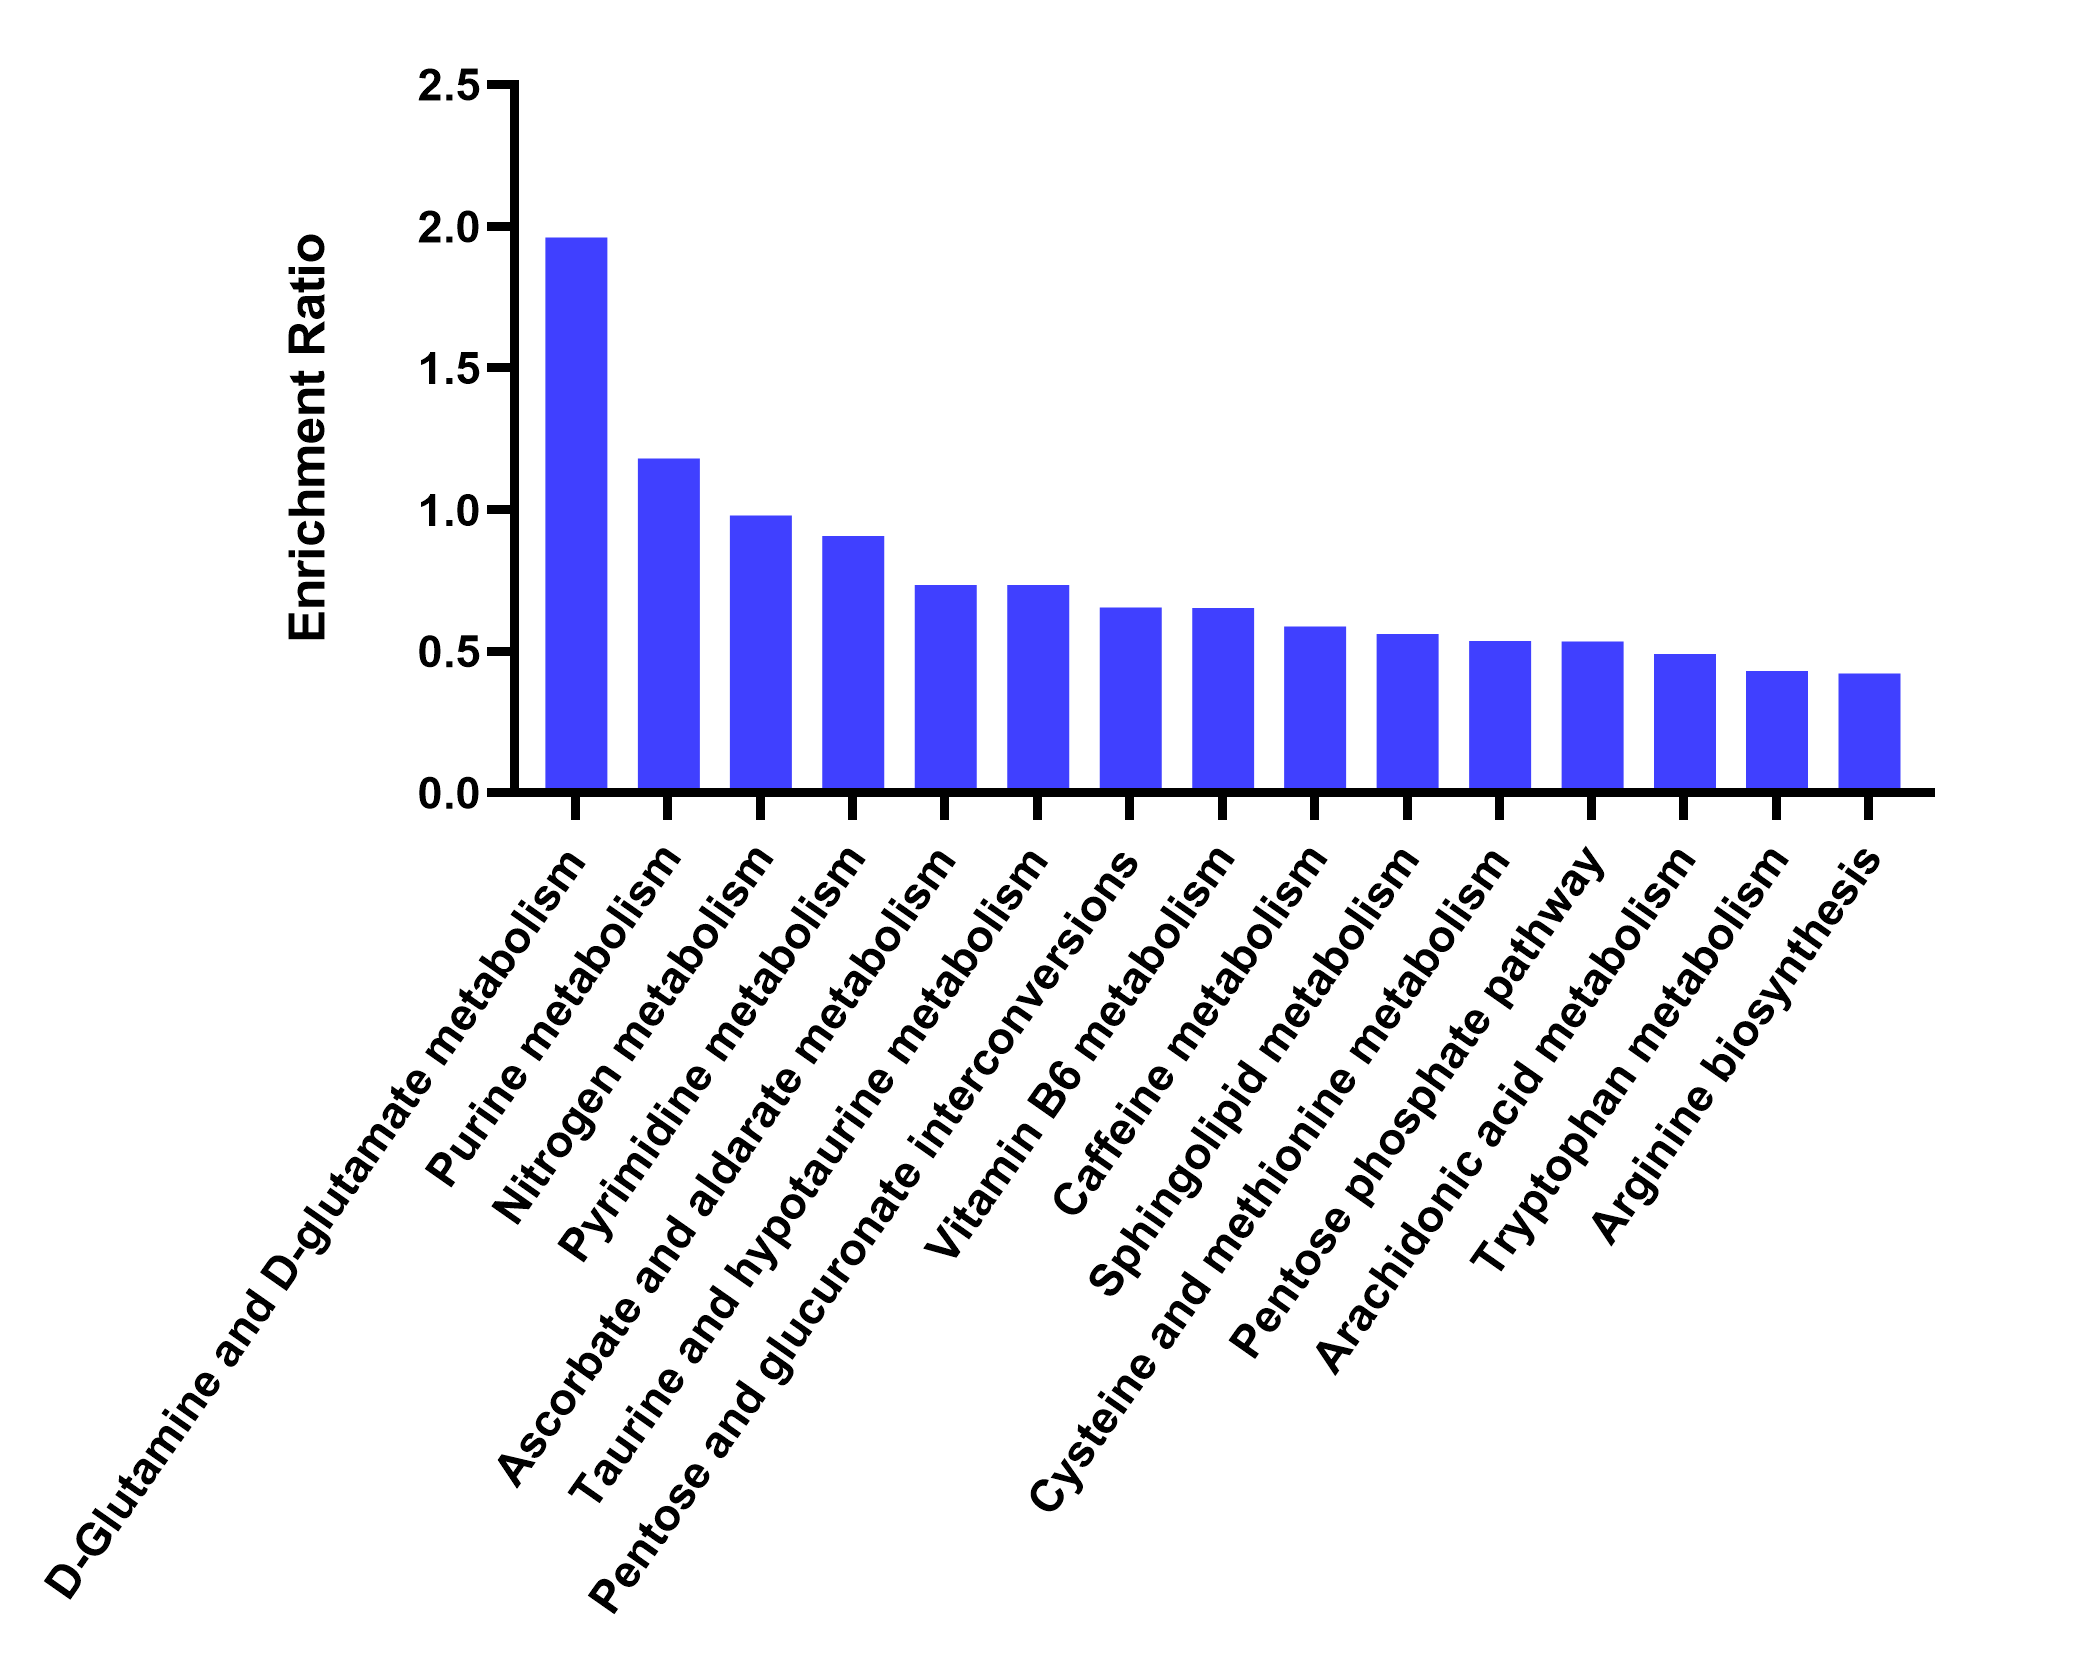 Enrichment Ratio
2.5
2.0
1.5
1.0
0.5
0.0
D-Glutamine and D-glutamate metabolism
Purine metabolism
Nitrogen metabolism
Pyrimidine metabolism
Ascorbate and aldarate metabolism
Taurine and hypotaurine metabolism
Pentose and glucuronate interconversions
Vitamin B6 metabolism
Caffeine metabolism
Sphingolipid metabolism
Cysteine and methionine metabolism
Pentose phosphate pathway
Arachidonic acid metabolism
Tryptophan metabolism
Arginine biosynthesis